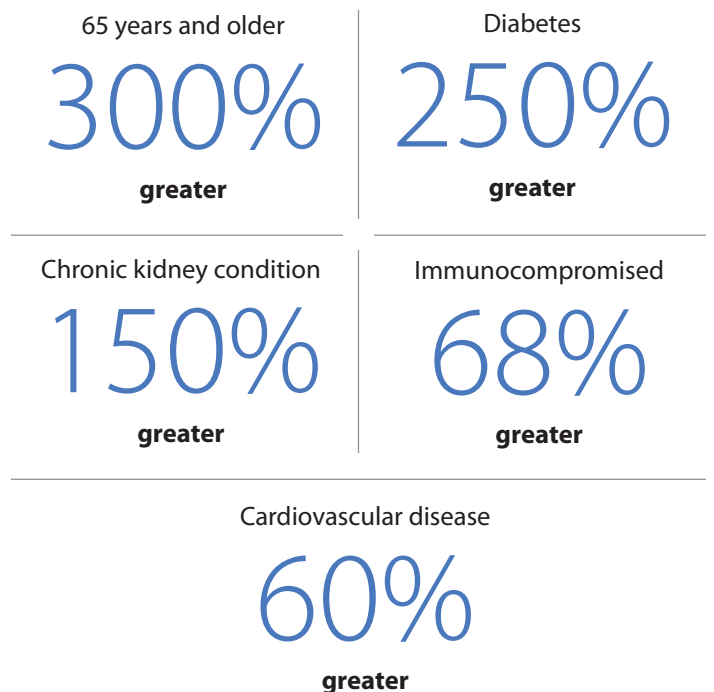 65 years and older
300%
greater
Diabetes
250%
greater
Chronic kidney condition
150%
greater
Immunocompromised
68%
greater
Cardiovascular disease
60%
greater